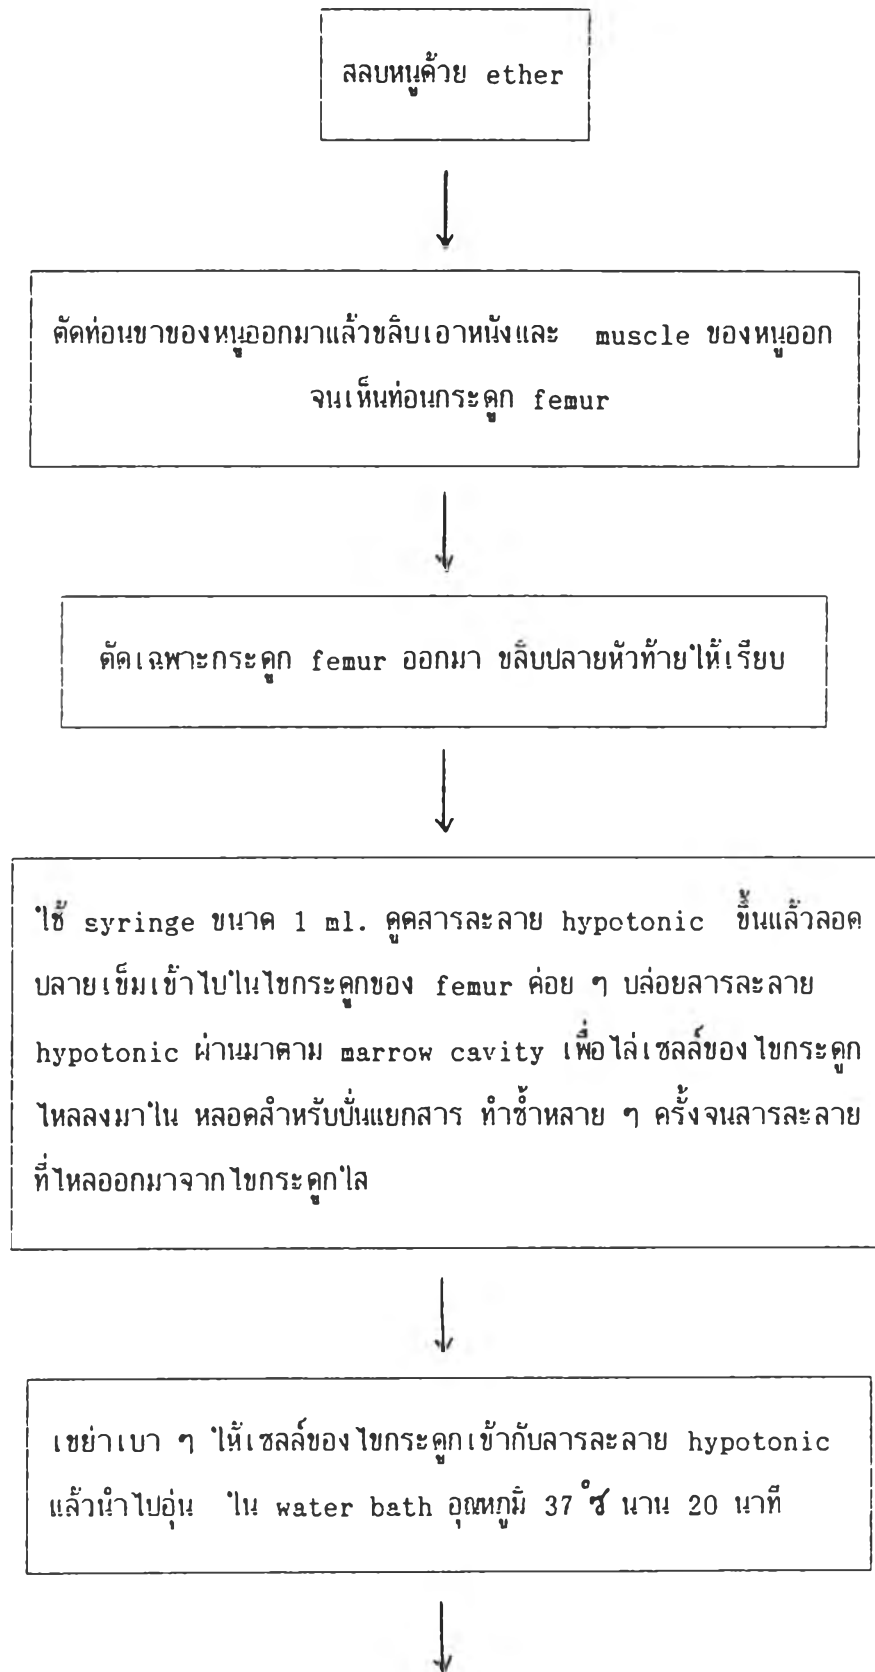 สลบหนูด้วย ether
ตัดท่อนขาของหนูออกมาแล้วขลิบเอาหนังและ muscle ของหนูออก
จนเห็นท่อนกระดูก femur
ตัดเฉพาะกระดูก femur ออกมา ขลิบปลายหัวท้ายให้เรียบ
ใช้ syringe ขนาด 1 ml. ดูดสารละลาย hypotonic ขึ้นแล้วสอด
ปลายเข็มเข้าไปในไขกระดูกของ femur ค่อย ๆ ปล่อยสารละลาย
hypotonic ผ่านมาตาม marrow cavity เพื่อไล่เซลล์ของไขกระดูก
ไหลลงมาใน หลอดสำหรับปั่นแยกสาร ทำซ้ำหลาย ๆ ครั้งจนสารละลาย
ที่ไหลออกมาจากไขกระดูกใส
เขย่าเบา ๆ ให้เซลล์ของไขกระดูกเข้ากับสารละลาย hypotonic
แล้วนำไปอุ่น ใน water bath อุณหภูมิ 37 °ซ นาน 20 นาที